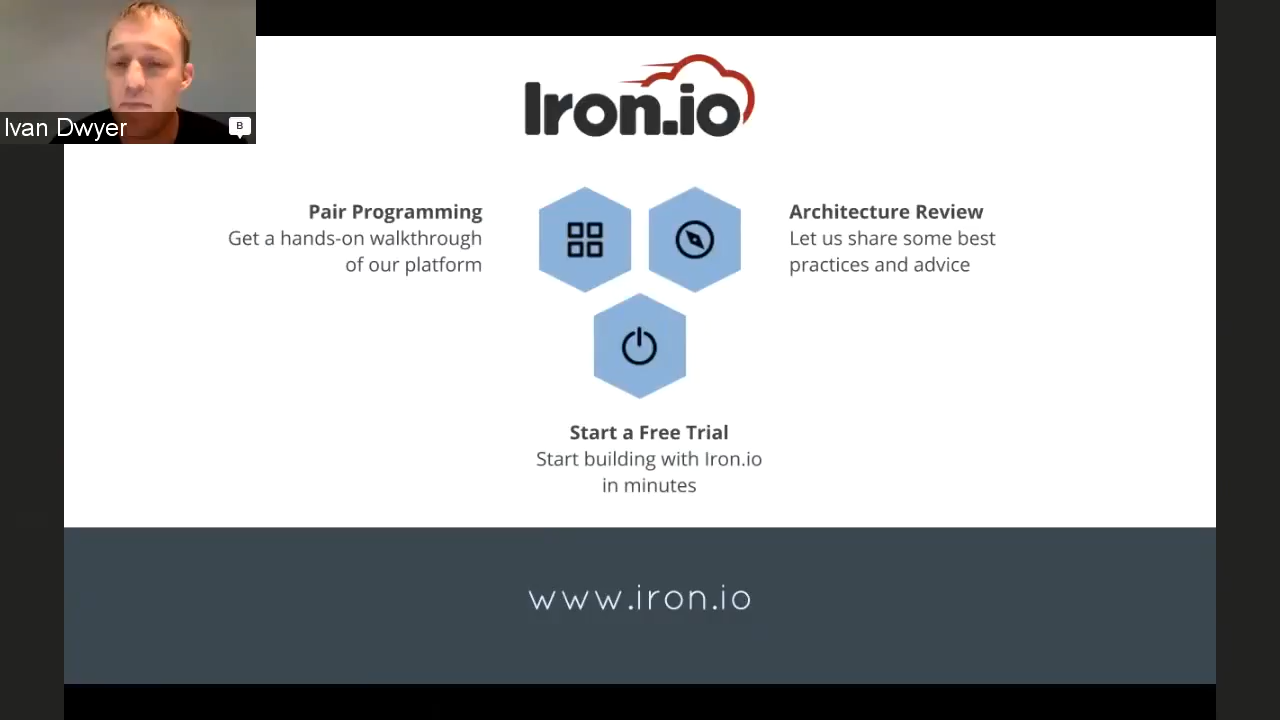 Ivan Dwyer
B
Iron.io
Pair Programming
Get a hands-on walkthrough
of our platform
Architecture Review
Let us share some best
practices and advice
Start a Free Trial
Start building with Iron.io
in minutes
www.iron.io